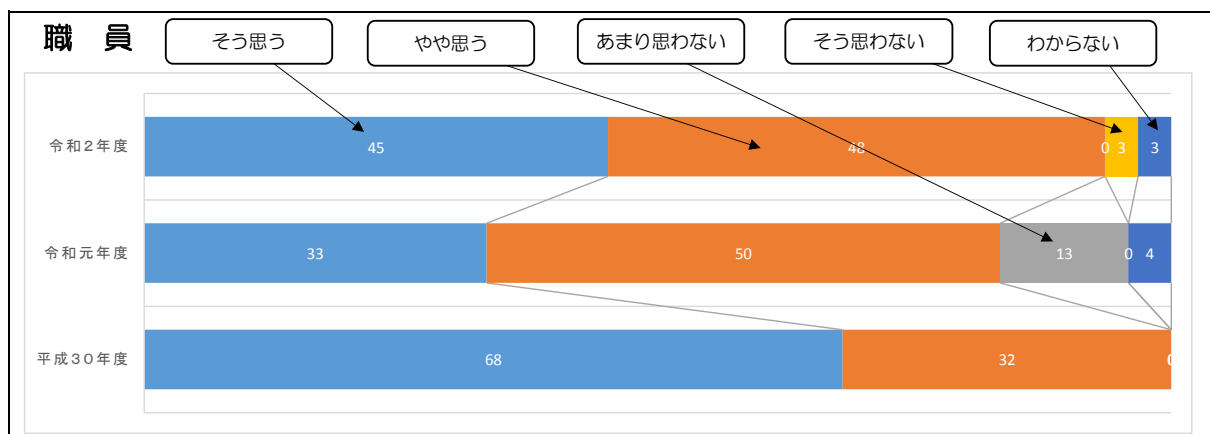 職 員
そう思う
やや思う
あまり思わない
そう思わない
わからない
令和2年度
45
48
0
3
3
令和元年度
33
50
13
0
4
平成30年度
68
32
0